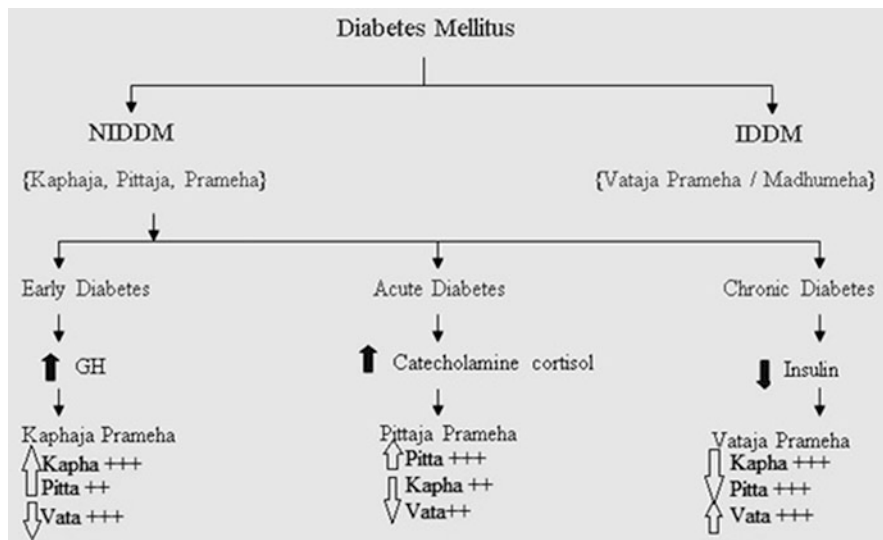 Diabetes Mellitus
NIDDM
IDDM
{Kaphaja, Pittaja, Prameha}
{Vataja Prameha / Madhumeha}
Early Diabetes
Acute Diabetes
Chronic Diabetes
GH
Catecholamine cortisol
Insulin
Kaphaja Prameha
Kapha +++
Pitta ++
Vata +++
Pittaja Prameha
Pitta +++
Kapha ++
Vata++
Vataja Prameha
Kapha +++
Pitta +++
Vata +++